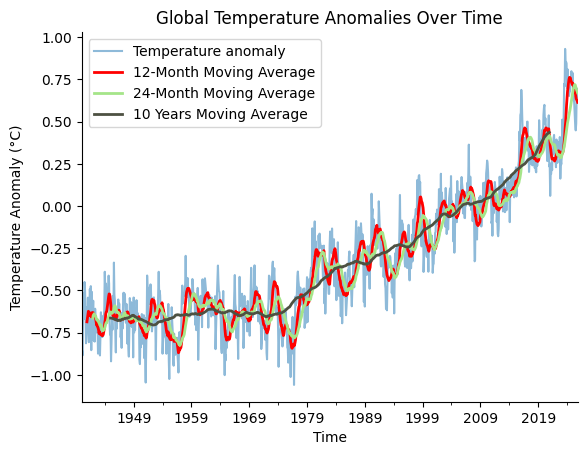 Global Temperature Anomalies Over Time
Temperature anomaly
12-Month Moving Average
24-Month Moving Average
10 Years Moving Average
Temperature Anomaly (°C)
1.00
0.75
0.50
0.25
0.00
−0.25
−0.50
−0.75
−1.00
1949 1959 1969 1979 1989 1999 2009 2019
Time